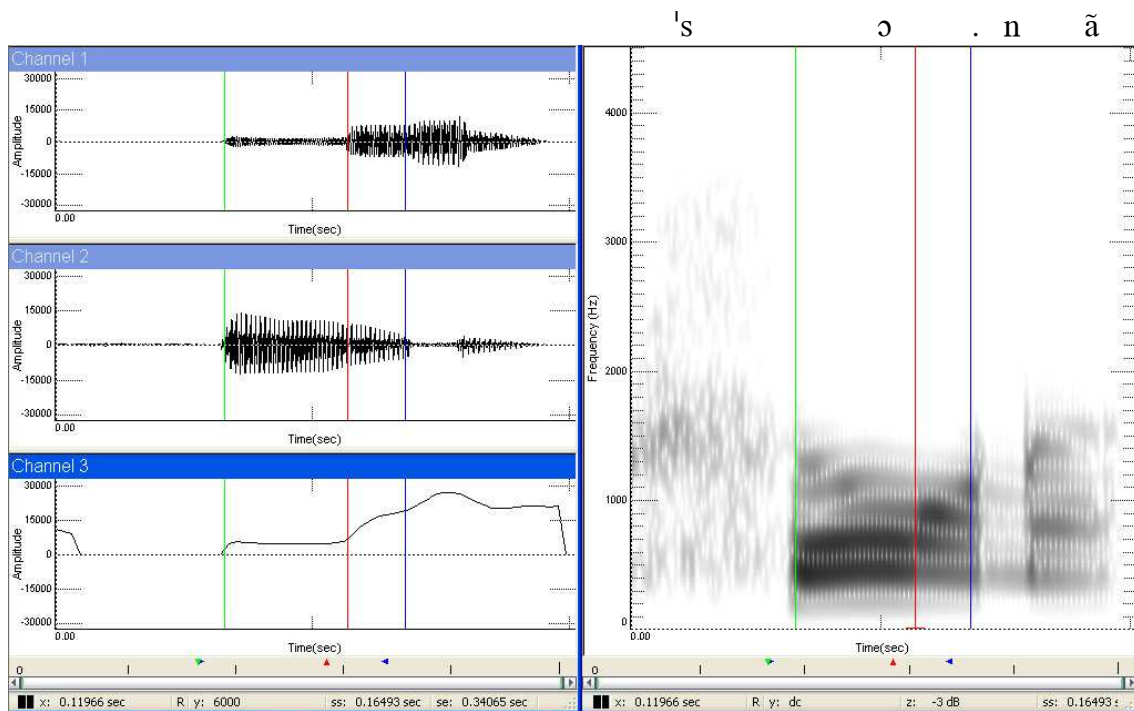 ˈs ɔ . n ã
Channel 1
30000
15000
0
-15000
-30000
Amplitude
0.00
Time(sec)
Channel 2
30000
15000
0
-15000
-30000
Amplitude
0.00
Time(sec)
Channel 3
30000
15000
0
-15000
-30000
Amplitude
0.00
Time(sec)
0
x: 0.11966 sec R y: 6000 ss: 0.16493 sec se: 0.34065 sec
4000
3000
2000
1000
0
Frequency (Hz)
0.00
Time(sec)
0
x: 0.11966 sec R y: dc z: -3 dB ss: 0.16493